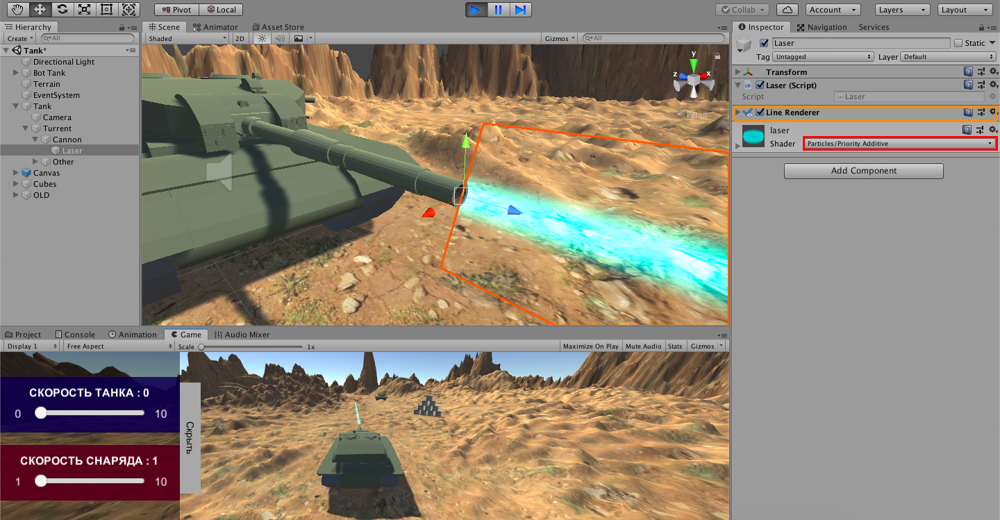 Pivot Local
Collab Account Layers Layout
Hierarchy
Create All
Tank*
Directional Light
Bot Tank
Terrain
EventSystem
Tank
Camera
Turrent
Cannon
Laser
Other
Canvas
Cubes
OLD
Scene Animator Asset Store
Shaded 2D Gizmos All
y
z x
Persp
Inspector Navigation Services
Laser Static
Tag Untagged Layer Default
Transform
Laser (Script)
Script Laser
Line Renderer
laser
Shader Particles/Priority Additive
Add Component
Project Console Animation Game Audio Mixer
Display 1 Free Aspect Scale 1x Maximize On Play Mute Audio Stats Gizmos
СКОРОСТЬ ТАНКА : 0
0 10
СКОРОСТЬ СНАРЯДА : 1
1 10
Скрыть